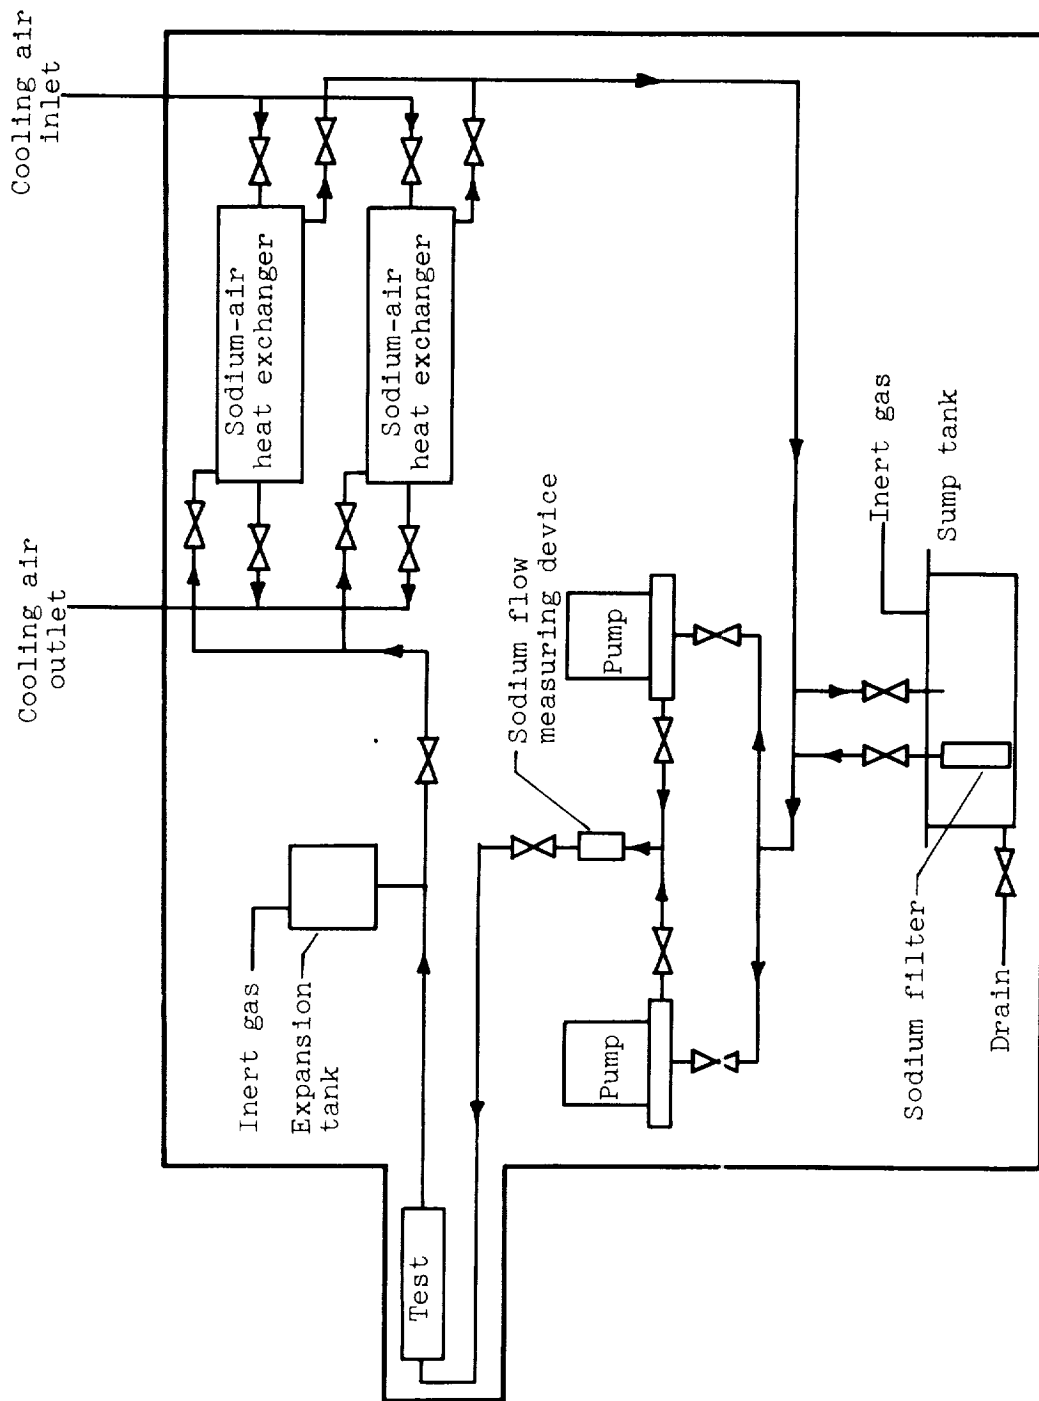 Cooling air
inlet
Cooling air
outlet
Sodium-air
heat exchanger
Sodium-air
heat exchanger
Inert gas
Expansion
tank
Test
Sodium flow
measuring device
Pump
Pump
Inert gas
Sump tank
Sodium filter
Drain